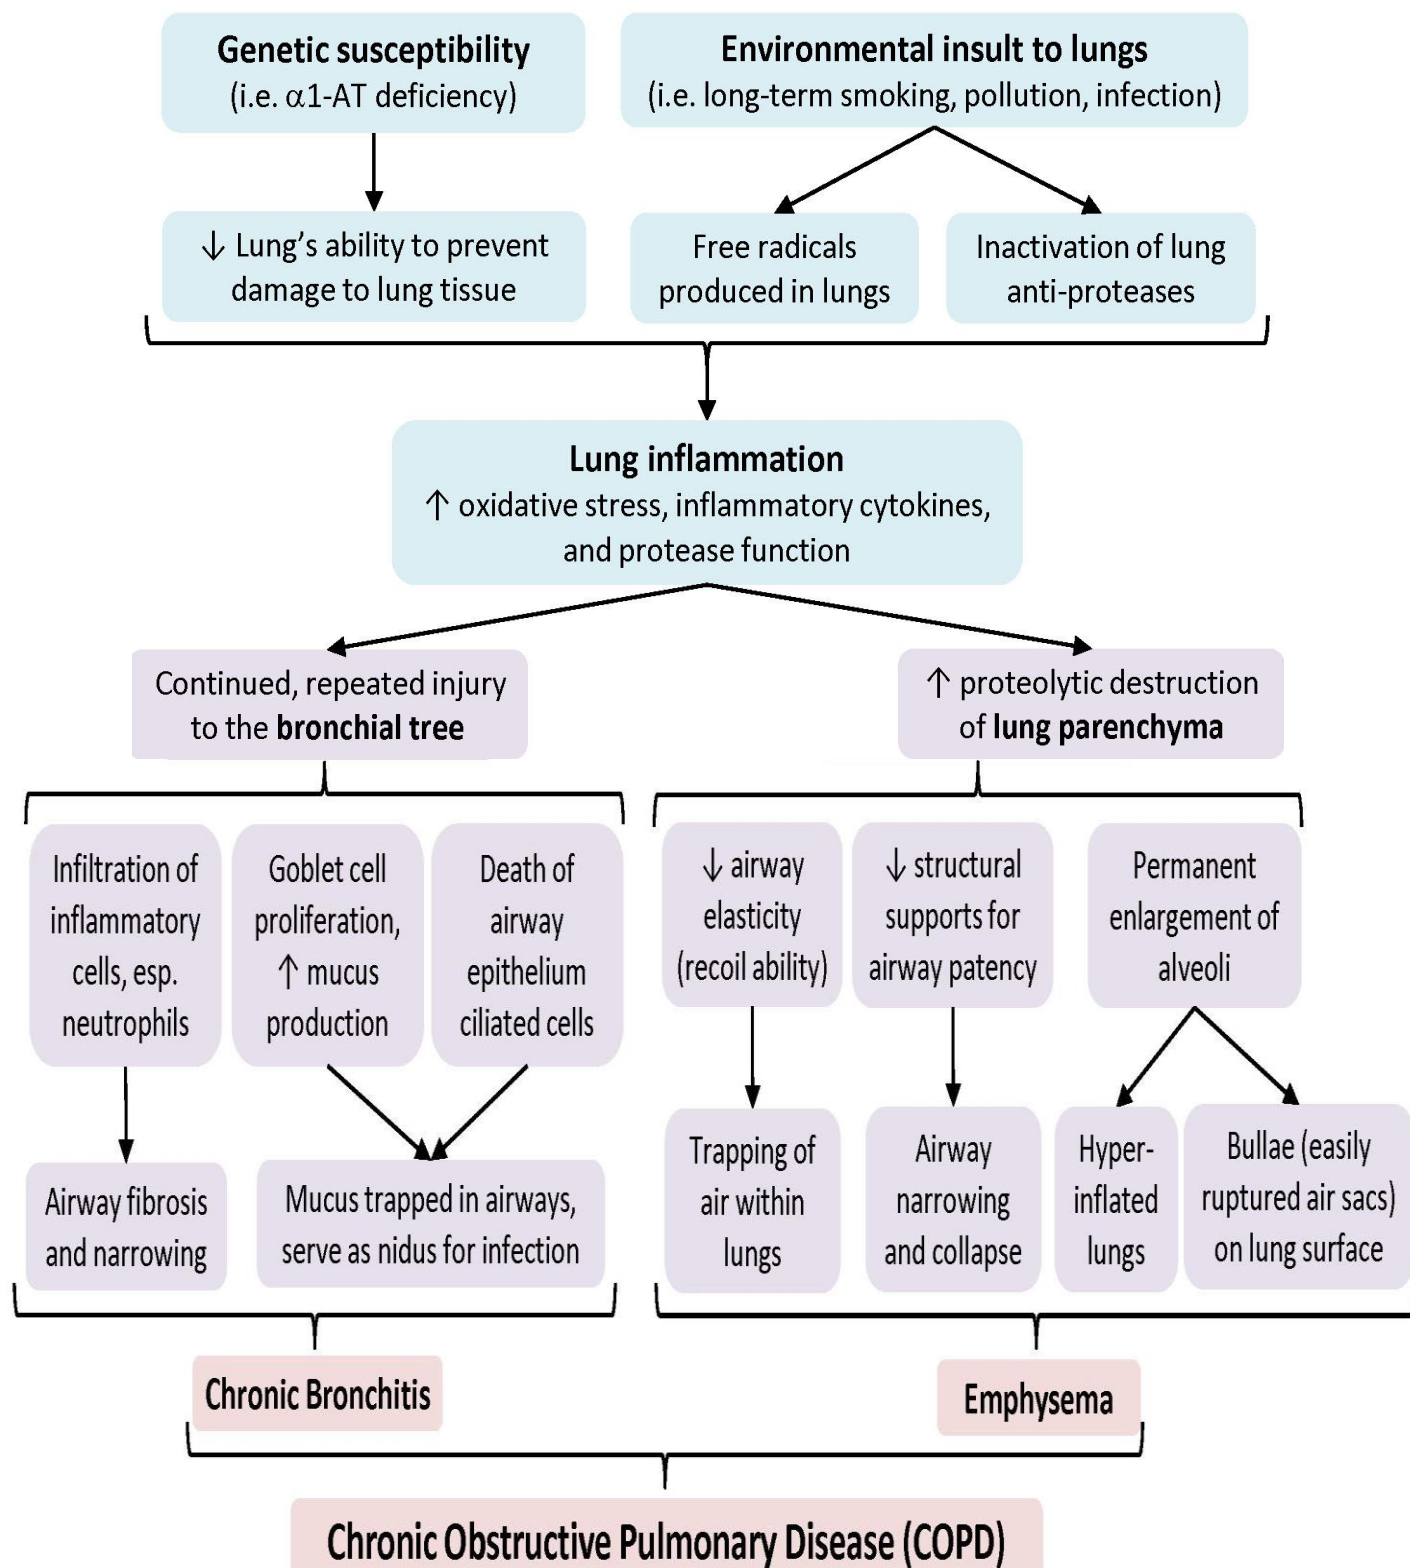 Genetic susceptibility
(i.e. α1-AT deficiency)
Environmental insult to lungs
(i.e. long-term smoking, pollution, infection)
↓ Lung's ability to prevent
damage to lung tissue
Free radicals
produced in lungs
Inactivation of lung
anti-proteases
Lung inflammation
↑ oxidative stress, inflammatory cytokines,
and protease function
Continued, repeated injury
to the bronchial tree
↑ proteolytic destruction
of lung parenchyma
Infiltration of
inflammatory
cells, esp.
neutrophils
Goblet cell
proliferation,
↑ mucus
production
Death of
airway
epithelium
ciliated cells
↓ airway
elasticity
(recoil ability)
↓ structural
supports for
airway patency
Permanent
enlargement of
alveoli
Airway fibrosis
and narrowing
Mucus trapped in airways,
serve as nidus for infection
Trapping of
air within
lungs
Airway
narrowing
and collapse
Hyper-
inflated
lungs
Bullae (easily
ruptured air sacs)
on lung surface
Chronic Bronchitis
Emphysema
Chronic Obstructive Pulmonary Disease (COPD)